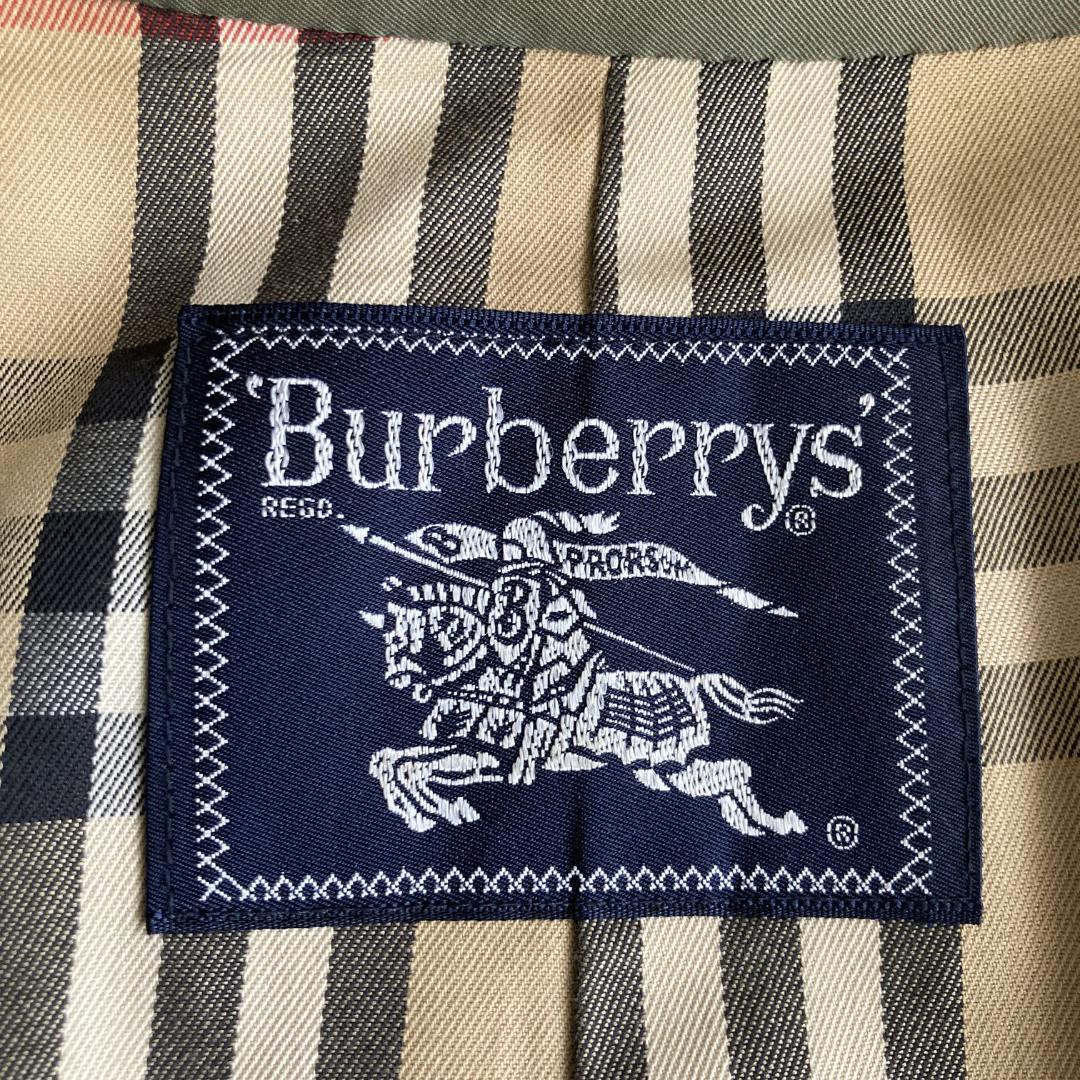 'Burberrys'
REGD.
®
B PRORSUM
B
®